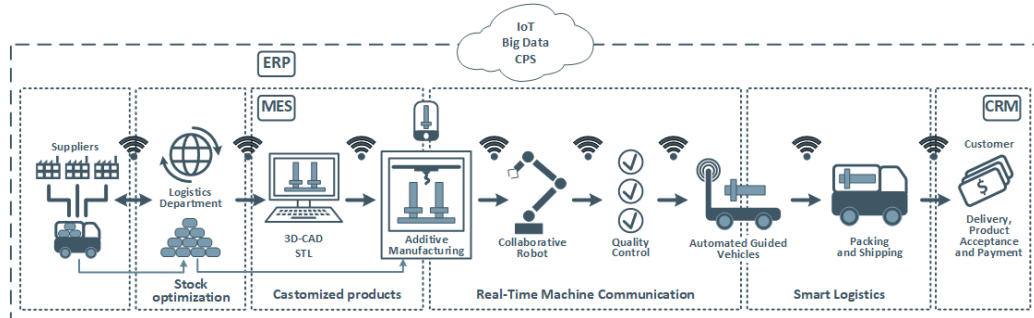 IoT
Big Data
CPS
ERP
MES
CRM
Suppliers
Logistics
Department
Stock
optimization
3D-CAD
STL
Castomized products
Additive
Manufacturing
Collaborative
Robot
Quality
Control
Real-Time Machine Communication
Automated Guided
Vehicles
Packing
and Shipping
Smart Logistics
Customer
$
Delivery,
Product
Acceptance
and Payment